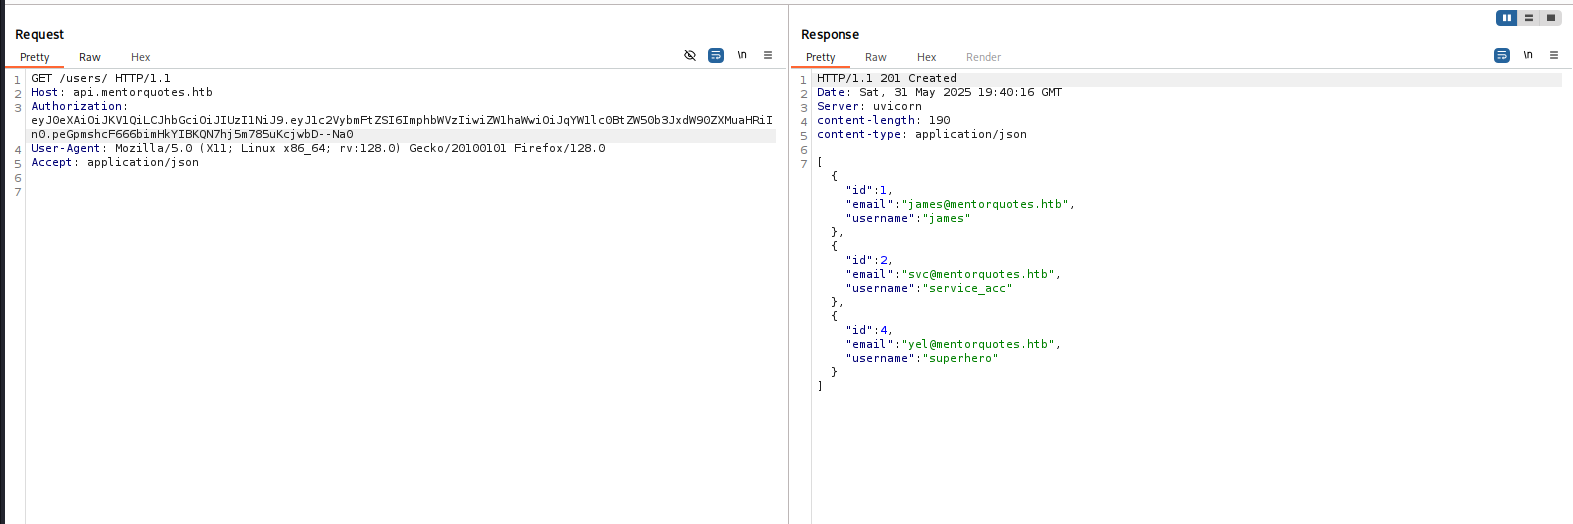 Request
Pretty Raw Hex \n
1 GET /users/ HTTP/1.1
2 Host: api.mentorquotes.htb
3 Authorization:
eyJ0eXAiOiJKV1QiLCJhbGciOiJIUzI1NiJ9.eyJ1c2VybmFtZSI6ImphbWVzIiwiZW1haWwiOiJqYW1lc0BtZW50b3JxdW90ZXMuaHRiI
n0.peGpmshcF666bimHkYIBKQN7hj5m785uKcjwbD--Na0
4 User-Agent: Mozilla/5.0 (X11; Linux x86_64; rv:128.0) Gecko/20100101 Firefox/128.0
5 Accept: application/json
6
7
Response
Pretty Raw Hex Render \n
1 HTTP/1.1 201 Created
2 Date: Sat, 31 May 2025 19:40:16 GMT
3 Server: uvicorn
4 content-length: 190
5 content-type: application/json
6
7 [
{
"id":1,
"email":"james@mentorquotes.htb",
"username":"james"
},
{
"id":2,
"email":"svc@mentorquotes.htb",
"username":"service_acc"
},
{
"id":4,
"email":"yel@mentorquotes.htb",
"username":"superhero"
}
]